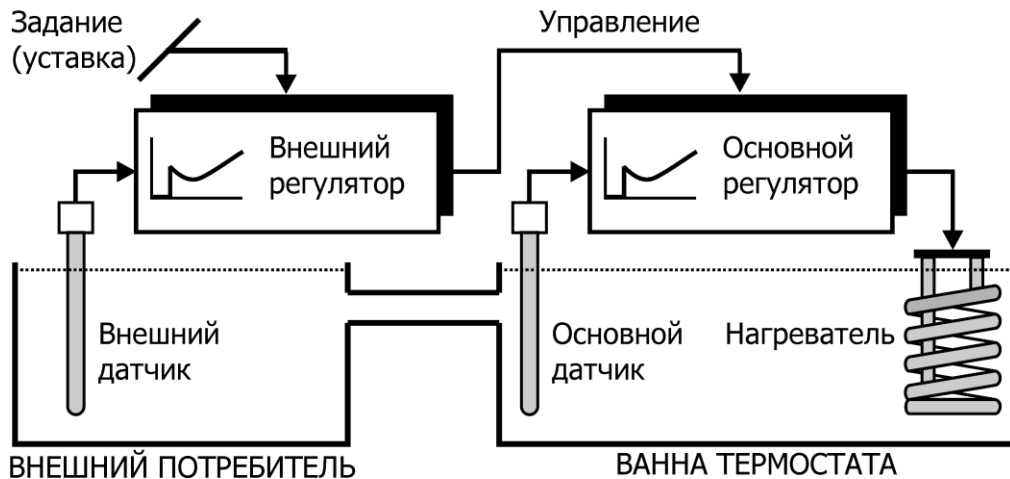 Задание
(уставка)
Управление
Внешний
регулятор
Основной
регулятор
Внешний
датчик
Основной
датчик
Нагреватель
ВНЕШНИЙ ПОТРЕБИТЕЛЬ
ВАННА ТЕРМОСТАТА